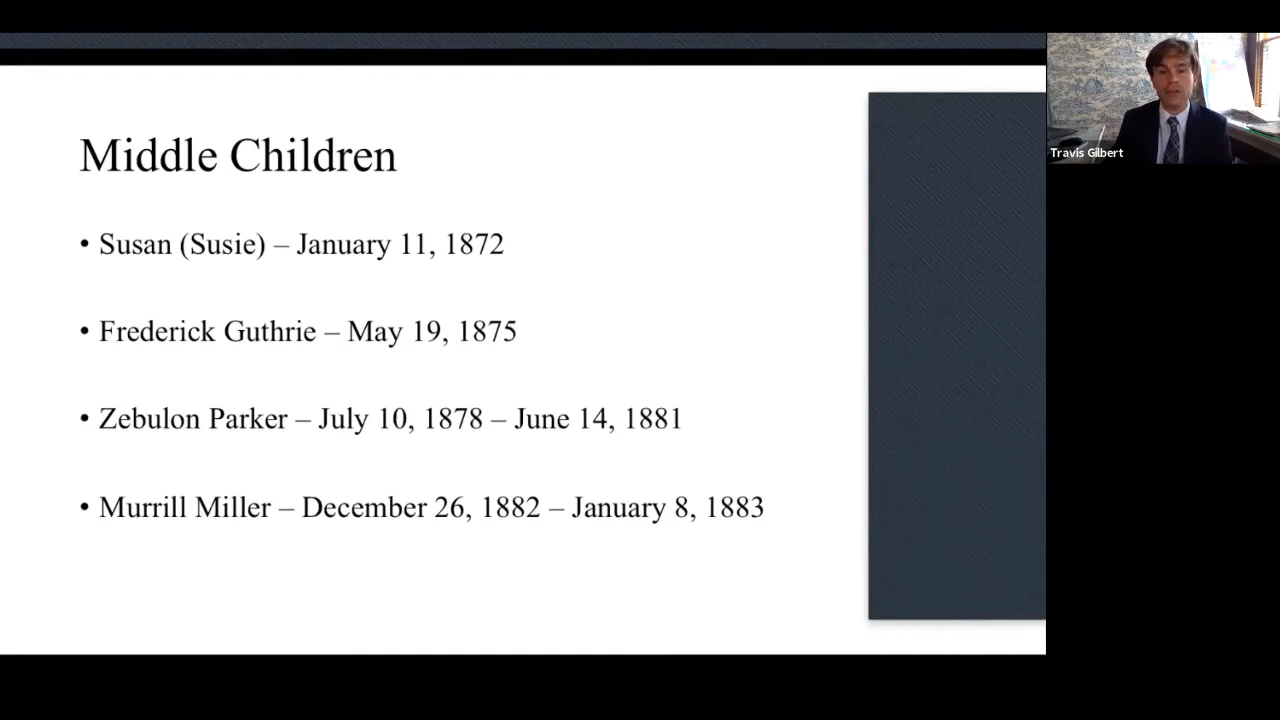 Middle Children
• Susan (Susie) – January 11, 1872
• Frederick Guthrie – May 19, 1875
• Zebulon Parker – July 10, 1878 – June 14, 1881
• Murrill Miller – December 26, 1882 – January 8, 1883
Travis Gilbert